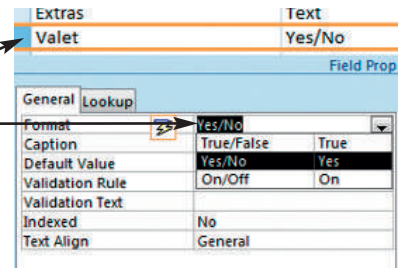 Extras Text
Valet Yes/No
Field Prop
General Lookup
Format Yes/No
Caption True/False True
Default Value Yes/No Yes
Validation Rule On/Off On
Validation Text
Indexed No
Text Align General